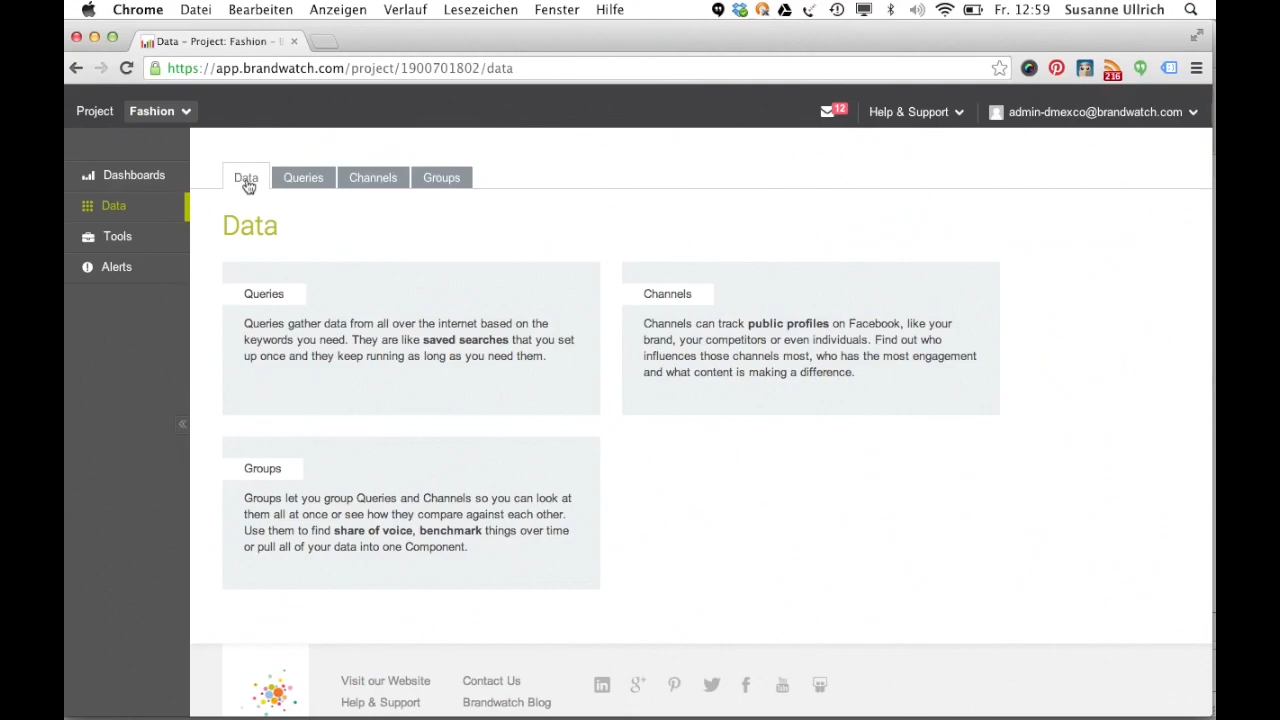 Chrome Datei Bearbeiten Anzeigen Verlauf Lesezeichen Fenster Hilfe Fr. 12:59 Susanne Ullrich
Data – Project: Fashion –
https://app.brandwatch.com/project/1900701802/data
216
Project Fashion 12 Help & Support admin-dmexco@brandwatch.com
Data Queries Channels Groups
Dashboards
Data
Tools
Alerts
Data
Queries
Queries gather data from all over the internet based on the
keywords you need. They are like saved searches that you set
up once and they keep running as long as you need them.
Channels
Channels can track public profiles on Facebook, like your
brand, your competitors or even individuals. Find out who
influences those channels most, who has the most engagement
and what content is making a difference.
Groups
Groups let you group Queries and Channels so you can look at
them all at once or see how they compare against each other.
Use them to find share of voice, benchmark things over time
or pull all of your data into one Component.
Visit our Website Contact Us
Help & Support Brandwatch Blog